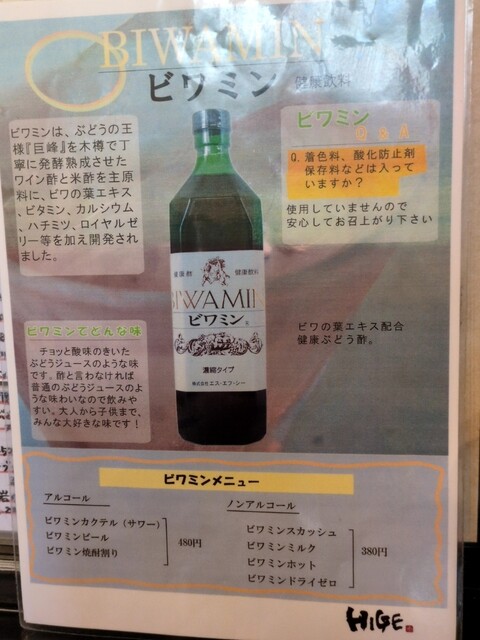 BIWAMIN
ビワミン 健康飲料
ビワミンは、ぶどうの王
様『巨峰』を木樽で丁
寧に発酵熟成させた
ワイン酢と米酢を主原
料に、ビワの葉エキス
、ビタミン、カルシウム
、ハチミツ、ロイヤルゼ
リー等を加え開発され
ました。
ビワミン
Q & A
Q. 着色料、酸化防止剤
保存料などは入って
いますか？
使用していませんので
安心してお召上がり下さい
健康酢 健康飲料
BIWAMIN
ビワミン
濃縮タイプ
株式会社 エス・エフ・シー
ビワミンてどんな味
チョッと酸味のきいた
ぶどうジュースのような味
です。酢と言わなければ
普通のぶどうジュースのよ
うな味わいなので飲みや
すい。大人から子供まで、
みんな大好きな味です！
ビワの葉エキス配合
健康ぶどう酢。
ビワミンメニュー
アルコール
ビワミンカクテル（サワー）
ビワミンビール
ビワミン焼酎割り
480円
ノンアルコール
ビワミンスカッシュ
ビワミンミルク
ビワミンホット
ビワミンドライゼロ
380円
HIGE